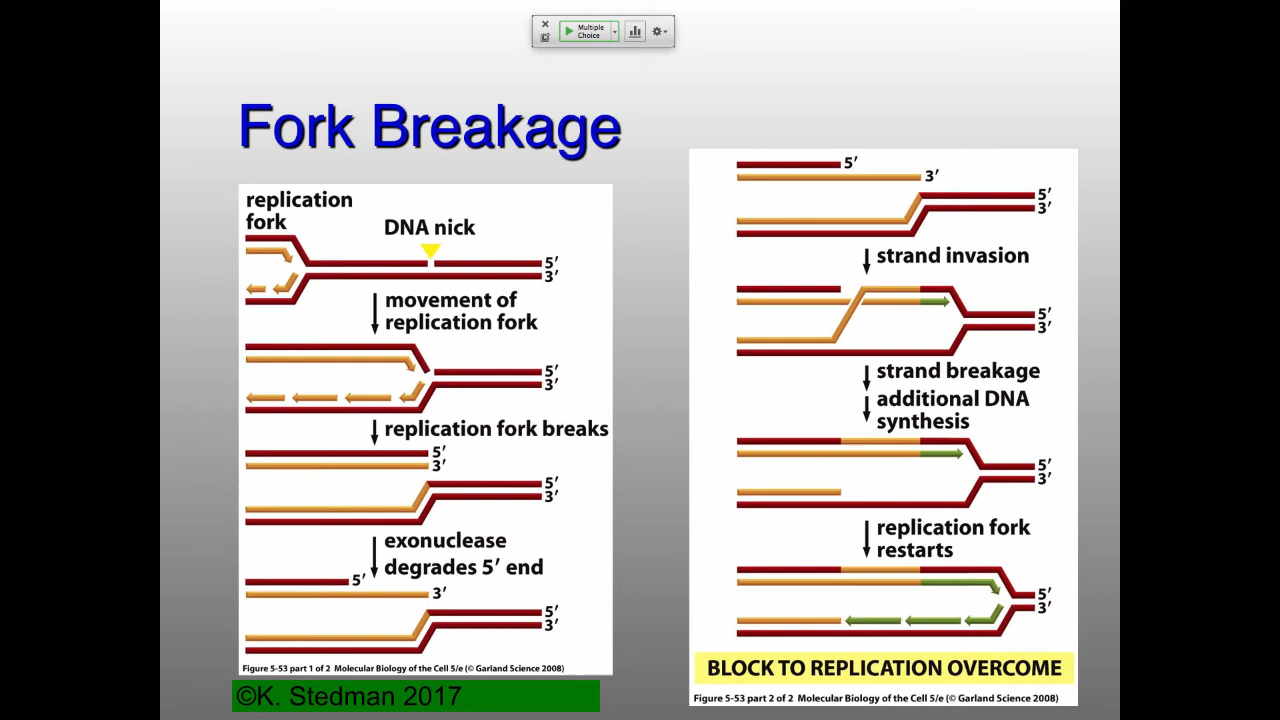 Multiple
Choice
Fork Breakage
replication
fork
DNA nick
5′
3′
movement of
replication fork
5′
3′
replication fork breaks
5′
3′
5′
3′
exonuclease
degrades 5′ end
5′
3′
5′
3′
Figure 5-53 part 1 of 2 Molecular Biology of the Cell 5/e (© Garland Science 2008)
©K. Stedman 2017
5′
3′
5′
3′
strand invasion
5′
3′
strand breakage
additional DNA
synthesis
5′
3′
replication fork
restarts
5′
3′
BLOCK TO REPLICATION OVERCOME
Figure 5-53 part 2 of 2 Molecular Biology of the Cell 5/e (© Garland Science 2008)